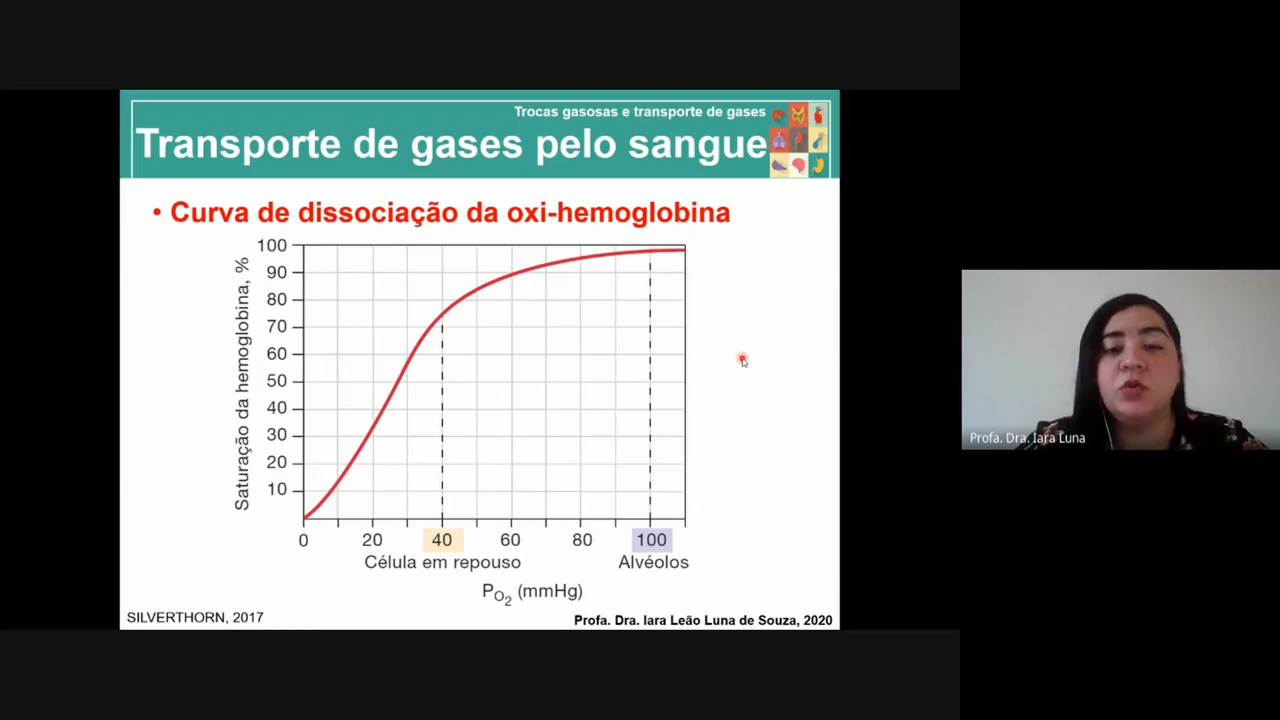 Trocas gasosas e transporte de gases
Transporte de gases pelo sangue
• Curva de dissociação da oxi-hemoglobina
Saturação da hemoglobina, %
100
90
80
70
60
50
40
30
20
10
0 20 40 60 80 100
Célula em repouso Alvéolos
PO2 (mmHg)
SILVERTHORN, 2017
Profa. Dra. Iara Leão Luna de Souza, 2020
Profa. Dra. Iara Luna